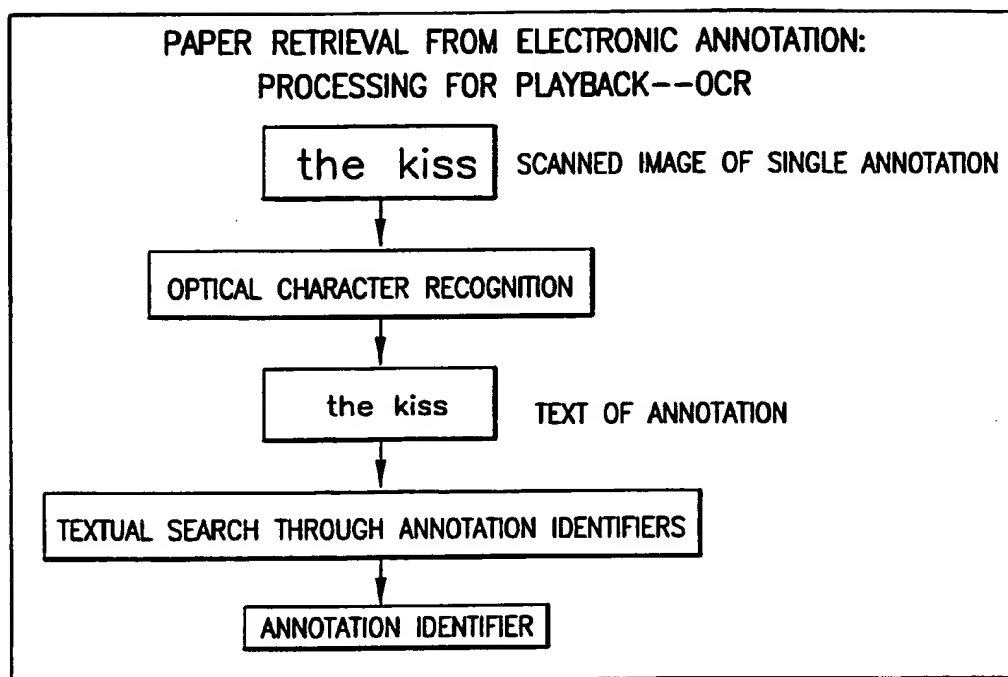 PAPER RETRIEVAL FROM ELECTRONIC ANNOTATION:
PROCESSING FOR PLAYBACK--OCR
the kiss
SCANNED IMAGE OF SINGLE ANNOTATION
OPTICAL CHARACTER RECOGNITION
the kiss
TEXT OF ANNOTATION
TEXTUAL SEARCH THROUGH ANNOTATION IDENTIFIERS
ANNOTATION IDENTIFIER